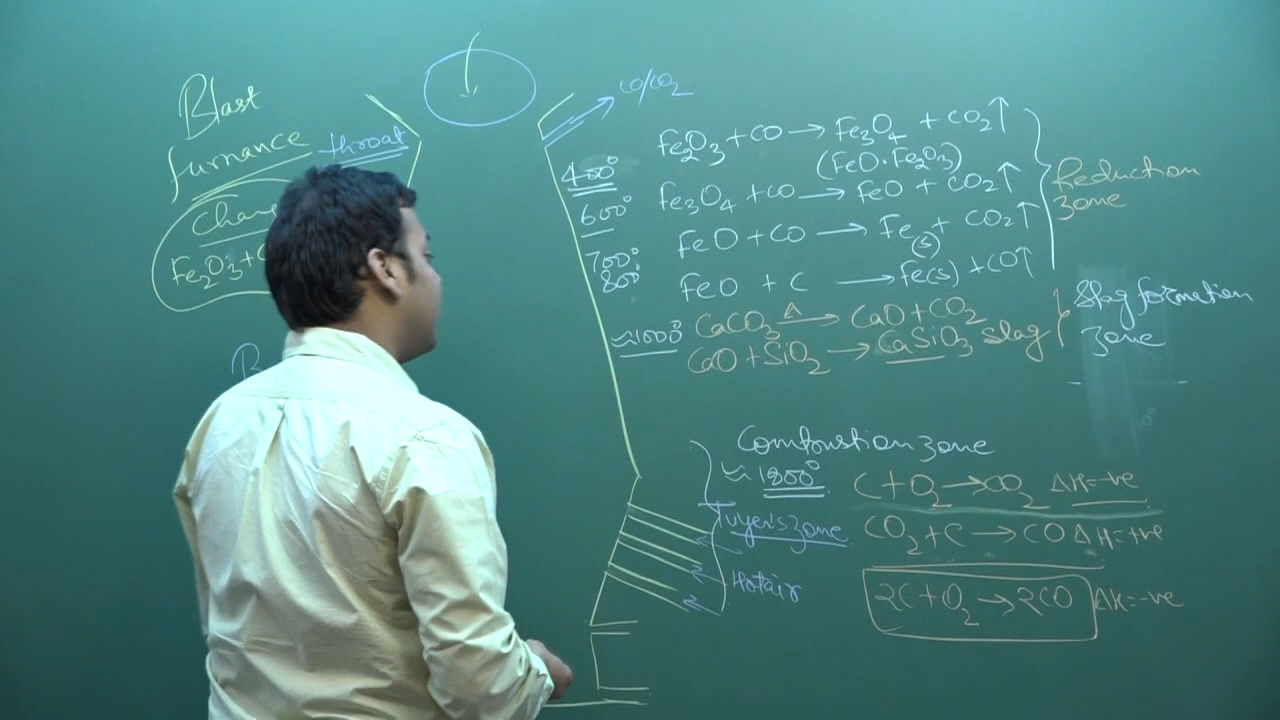 Blast
furnance throat
Fe₂O₃+C
CO/CO₂
400°
600°
700°
800°
~1000°
Fe₂O₃ + CO → Fe₃O₄ + CO₂↑
(FeO·Fe₂O₃)
Fe₃O₄ + CO → FeO + CO₂↑
FeO + CO → Fe(s) + CO₂↑
FeO + C → Fe(s) + CO↑
Reduction
zone
CaCO₃ Δ→ CaO + CO₂
CaO + SiO₂ → CaSiO₃ slag
Slag formation
zone
Combustion zone
C + O₂ → CO₂ ΔH=-ve
Tuyer's zone
CO₂ + C → CO ΔH=+ve
Hot air
2C + O₂ → 2CO ΔH=-ve